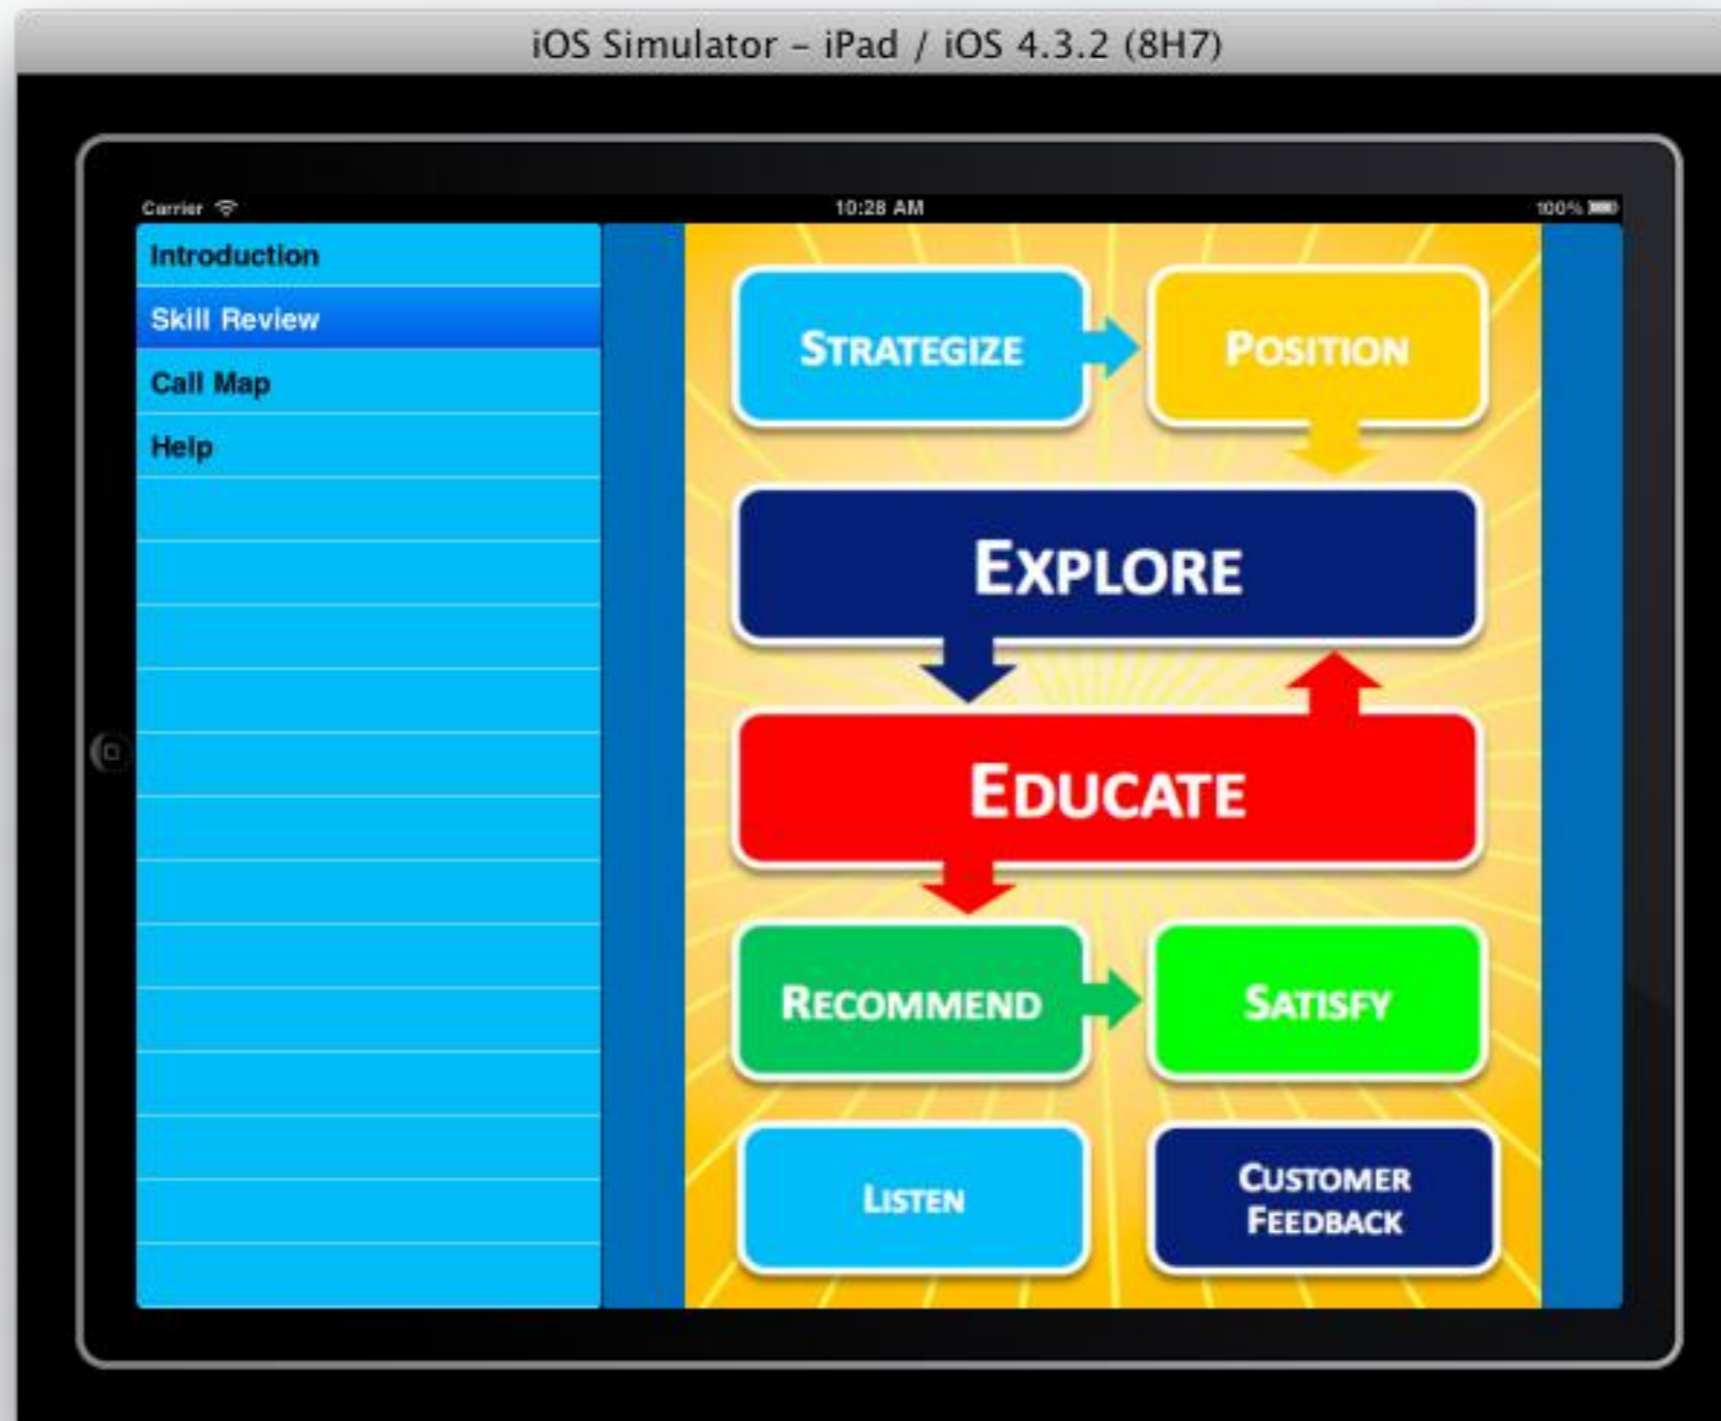 iOS Simulator – iPad / iOS 4.3.2 (8H7)
Carrier 10:28 AM 100%
Introduction
Skill Review
Call Map
Help
STRATEGIZE
POSITION
EXPLORE
EDUCATE
RECOMMEND
SATISFY
LISTEN
CUSTOMER
FEEDBACK